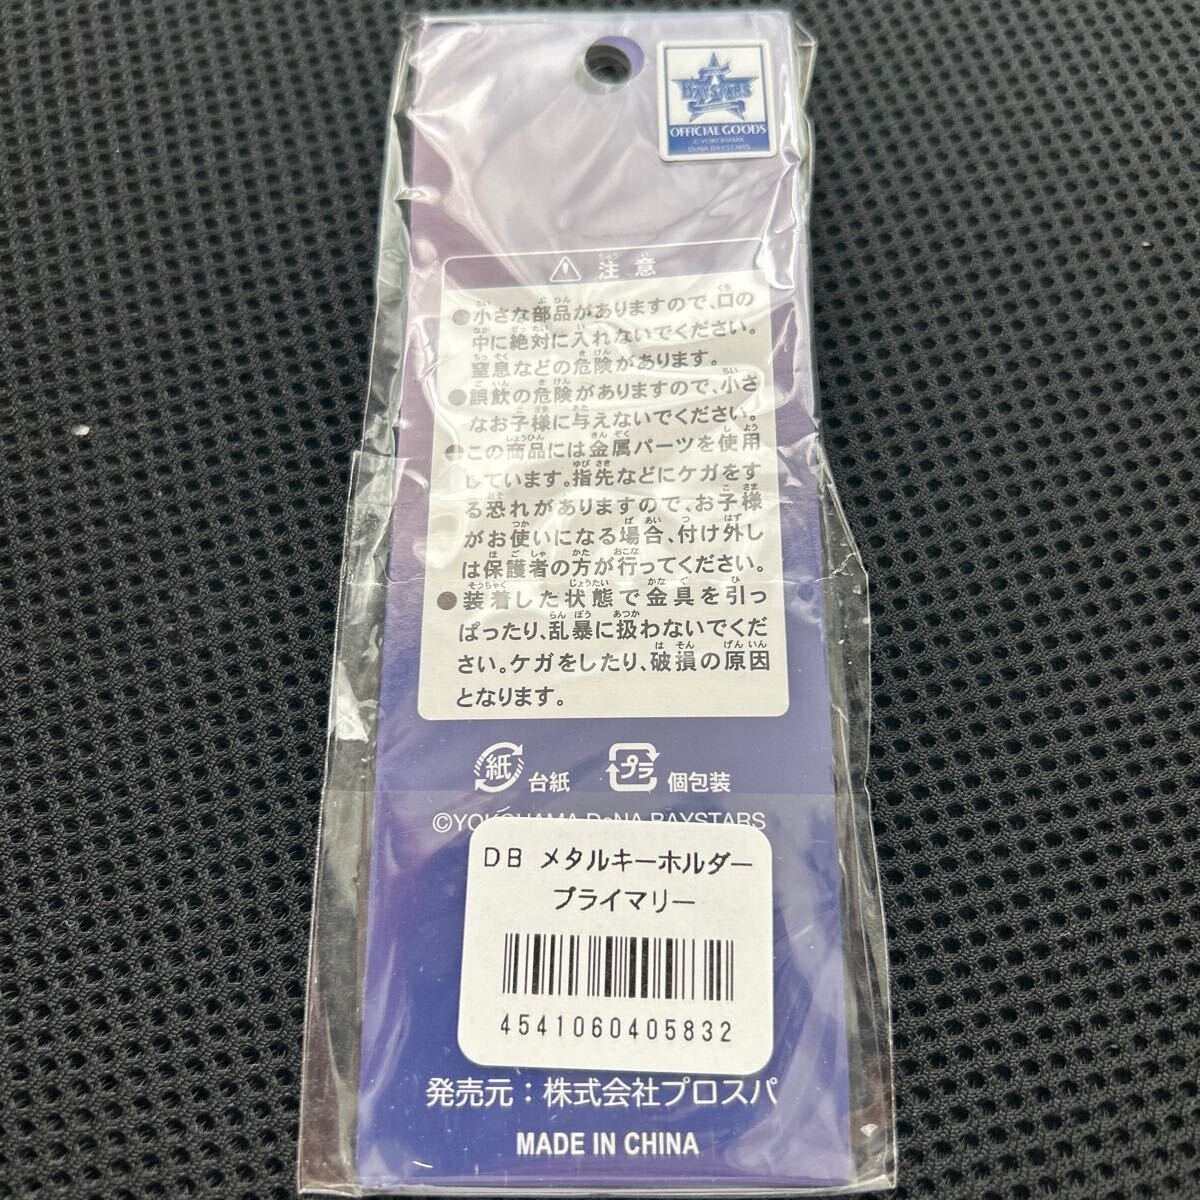 BAYSTARS
OFFICIAL GOODS
©YOKOHAMA
DeNA BAYSTARS
注意
●小さな部品がありますので、口の
中に絶対に入れないでください。
窒息などの危険があります。
●誤飲の危険がありますので、小さ
なお子様に与えないでください。
●この商品には金属パーツを使用
しています。指先などにケガをす
る恐れがありますので、お子様
がお使いになる場合、付け外し
は保護者の方が行ってください。
●装着した状態で金具を引っ
ぱったり、乱暴に扱わないでくだ
さい。ケガをしたり、破損の原因
となります。
紙 台紙 プラ 個包装
©YOKOHAMA DeNA BAYSTARS
DB メタルキーホルダー
プライマリー
4541060405832
発売元：株式会社プロスパ
MADE IN CHINA